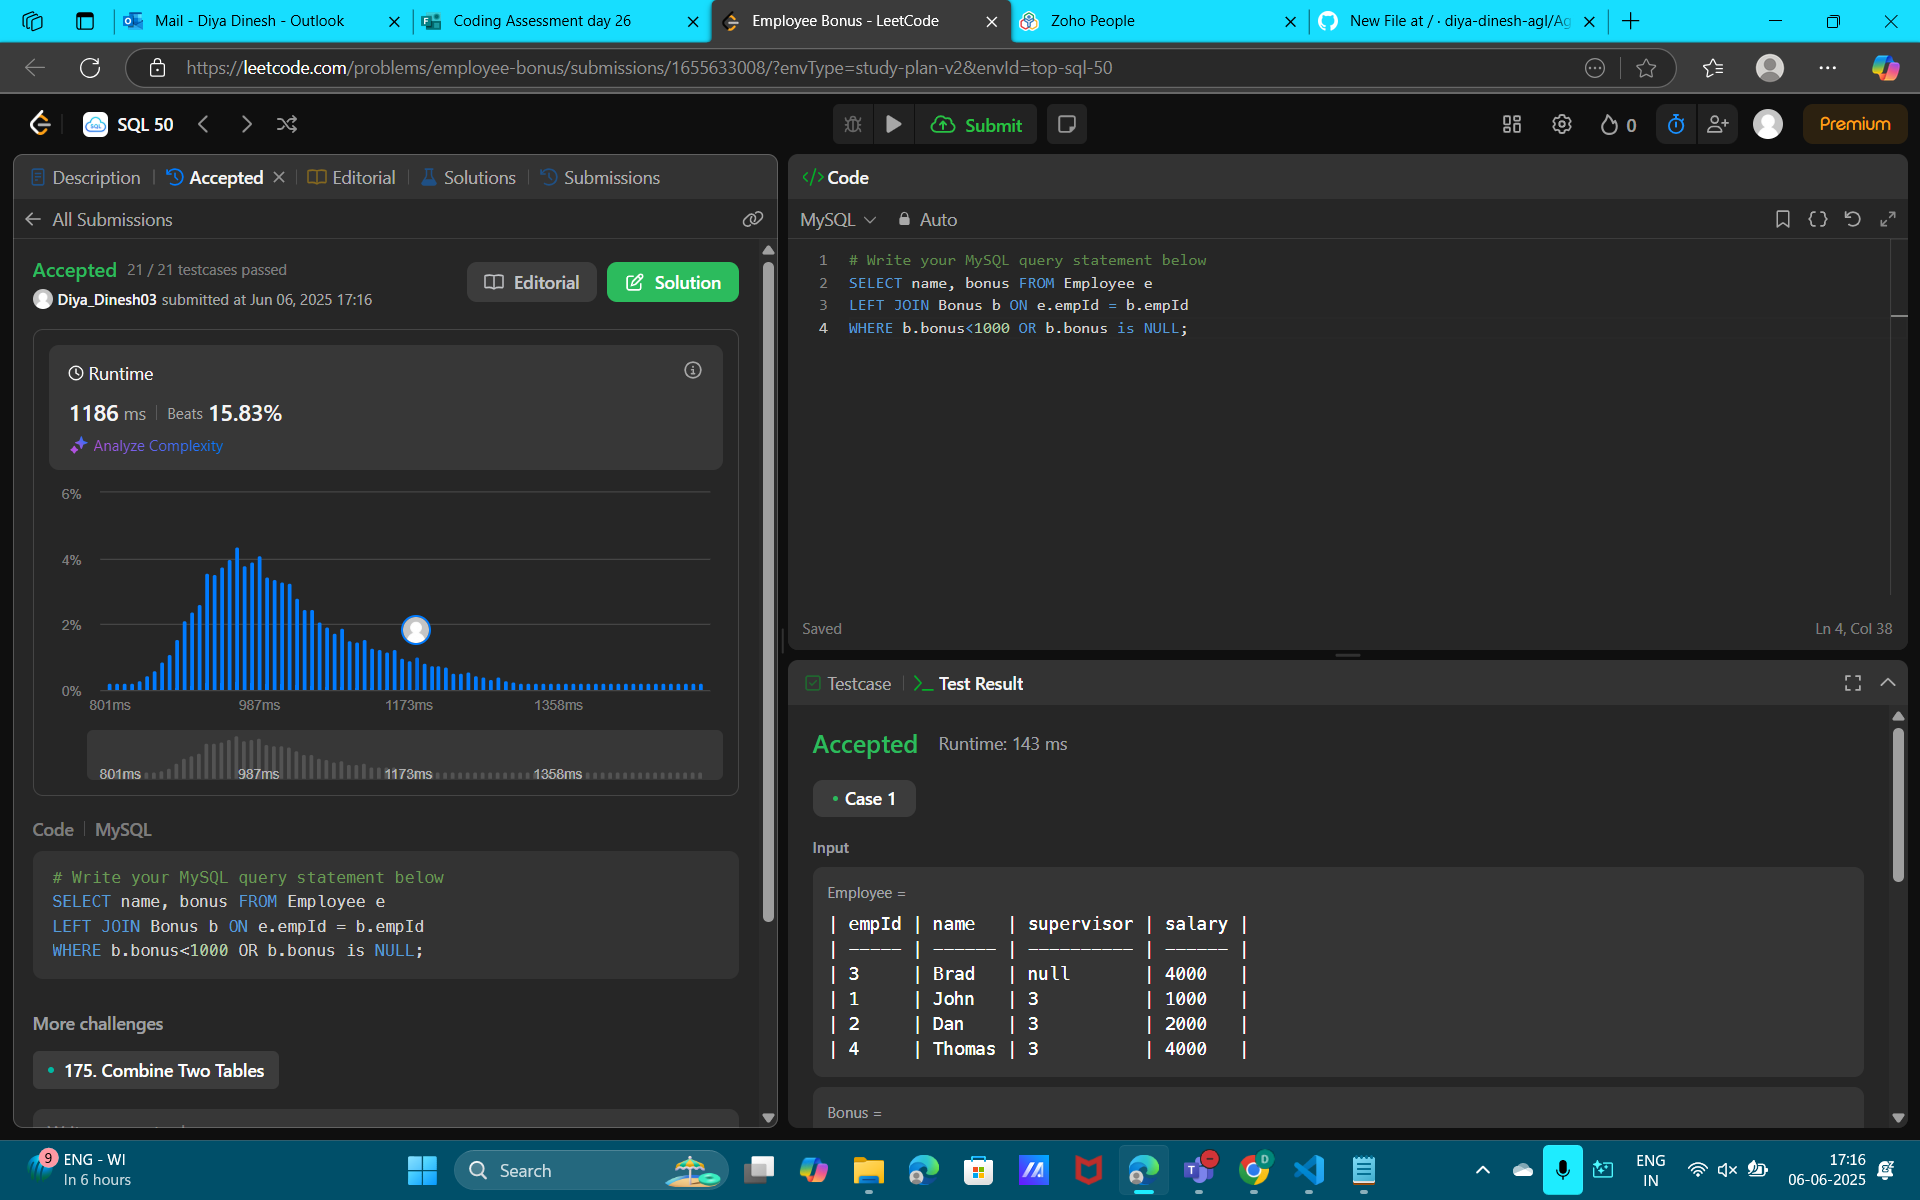 Mail - Diya Dinesh - Outlook
Coding Assessment day 26
Employee Bonus - LeetCode
Zoho People
New File at / · diya-dinesh-agl/Ag
https://leetcode.com/problems/employee-bonus/submissions/1655633008/?envType=study-plan-v2&envId=top-sql-50
SQL 50
Submit
0
Premium
Description
Accepted
Editorial
Solutions
Submissions
All Submissions
Accepted 21 / 21 testcases passed
Diya_Dinesh03 submitted at Jun 06, 2025 17:16
Editorial
Solution
Runtime
1186 ms Beats 15.83%
Analyze Complexity
6%
4%
2%
0%
801ms 987ms 1173ms 1358ms
801ms 987ms 1173ms 1358ms
Code MySQL
# Write your MySQL query statement below
SELECT name, bonus FROM Employee e
LEFT JOIN Bonus b ON e.empId = b.empId
WHERE b.bonus<1000 OR b.bonus is NULL;
More challenges
175. Combine Two Tables
</> Code
MySQL Auto
1 # Write your MySQL query statement below
2 SELECT name, bonus FROM Employee e
3 LEFT JOIN Bonus b ON e.empId = b.empId
4 WHERE b.bonus<1000 OR b.bonus is NULL;
Saved
Ln 4, Col 38
Testcase
>_ Test Result
Accepted Runtime: 143 ms
Case 1
Input
Employee =
| empId | name | supervisor | salary |
| ----- | ------ | ---------- | ------ |
| 3 | Brad | null | 4000 |
| 1 | John | 3 | 1000 |
| 2 | Dan | 3 | 2000 |
| 4 | Thomas | 3 | 4000 |
Bonus =
9
ENG - WI
In 6 hours
Search
D
ENG
IN
17:16
06-06-2025